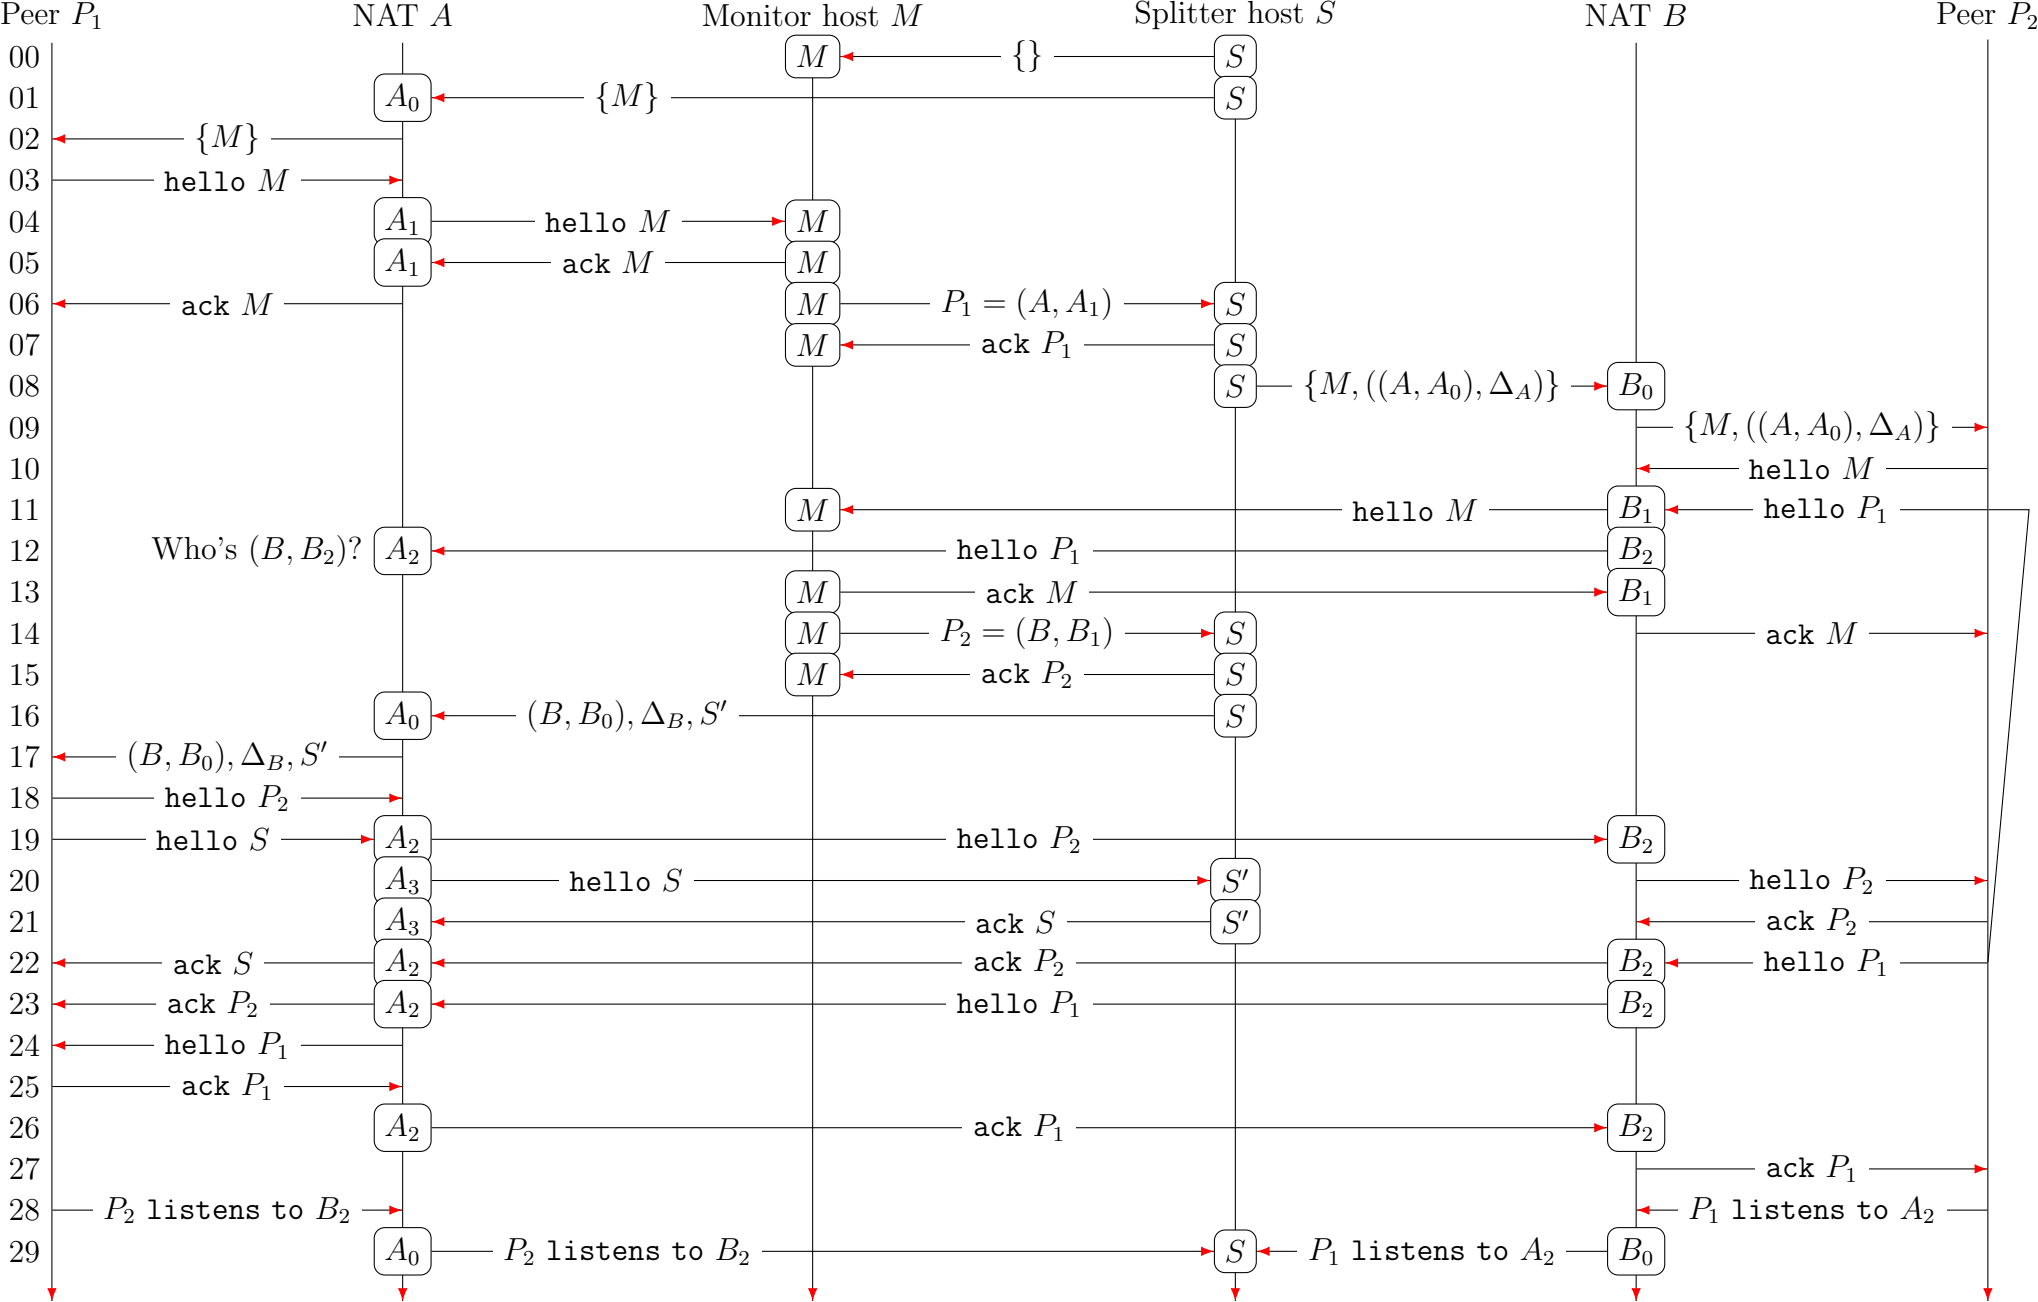 Peer P₁ NAT A Monitor host M Splitter host S NAT B Peer P₂
00 M {} S
01 A₀ {M} S
02 {M}
03 hello M
04 A₁ hello M M
05 A₁ ack M M
06 ack M M P₁ = (A, A₁) S
07 M ack P₁ S
08 S {M, ((A, A₀), Δ_A)} B₀
09 {M, ((A, A₀), Δ_A)}
10 hello M
11 M hello M B₁ hello P₁
12 Who's (B, B₂)? A₂ hello P₁ B₂
13 M ack M B₁
14 M P₂ = (B, B₁) S ack M
15 M ack P₂ S
16 A₀ (B, B₀), Δ_B, S′ S
17 (B, B₀), Δ_B, S′
18 hello P₂
19 hello S A₂ hello P₂ B₂
20 A₃ hello S S′ hello P₂
21 A₃ ack S S′ ack P₂
22 ack S A₂ ack P₂ B₂ hello P₁
23 ack P₂ A₂ hello P₁ B₂
24 hello P₁
25 ack P₁
26 A₂ ack P₁ B₂
27 ack P₁
28 P₂ listens to B₂ P₁ listens to A₂
29 A₀ P₂ listens to B₂ S P₁ listens to A₂ B₀